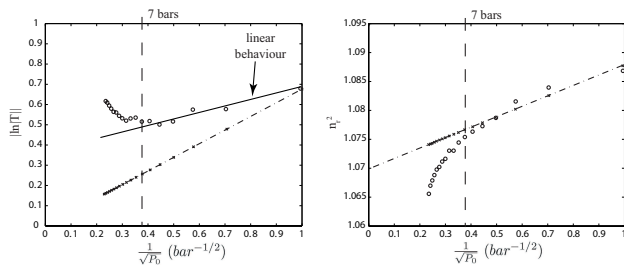 7 bars
linear
behaviour
|ln|T||
1
0.9
0.8
0.7
0.6
0.5
0.4
0.3
0.2
0.1
0
0 0.1 0.2 0.3 0.4 0.5 0.6 0.7 0.8 0.9 1
1/√P₀ (bar⁻¹/²)
7 bars
n_r²
1.095
1.09
1.085
1.08
1.075
1.07
1.065
1.06
0 0.1 0.2 0.3 0.4 0.5 0.6 0.7 0.8 0.9 1
1/√P₀ (bar⁻¹/²)